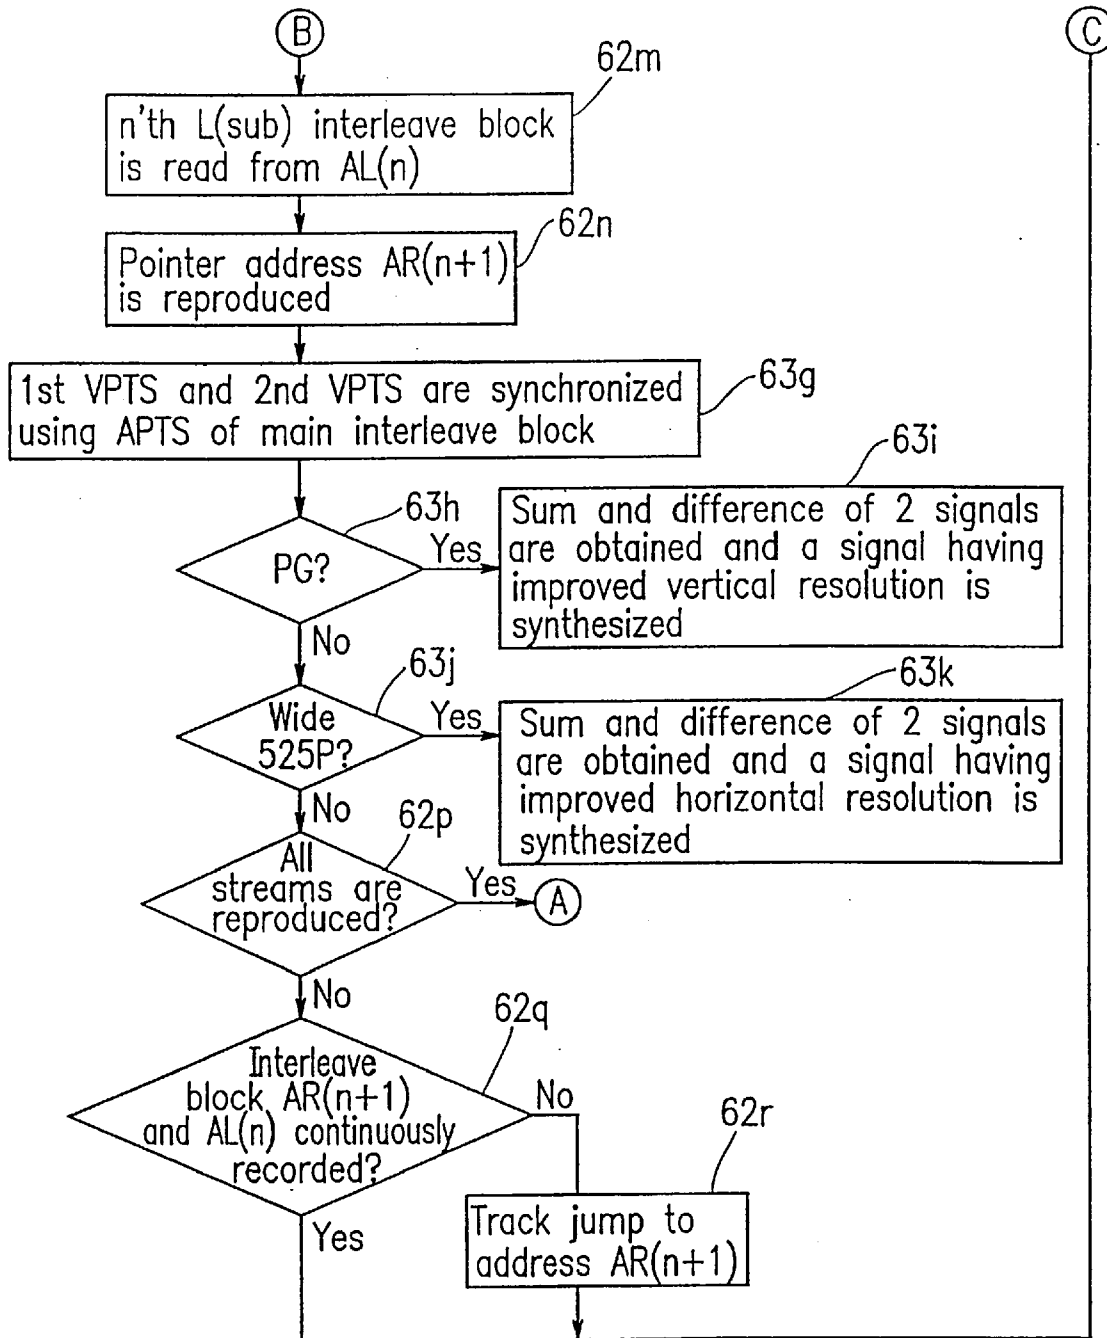 B
C
62m
n'th L(sub) interleave block
is read from AL(n)
62n
Pointer address AR(n+1)
is reproduced
63g
1st VPTS and 2nd VPTS are synchronized
using APTS of main interleave block
63h
PG?
Yes
No
63i
Sum and difference of 2 signals
are obtained and a signal having
improved vertical resolution is
synthesized
63j
Wide
525P?
Yes
No
63k
Sum and difference of 2 signals
are obtained and a signal having
improved horizontal resolution is
synthesized
62p
All
streams are
reproduced?
Yes
A
No
62q
Interleave
block AR(n+1)
and AL(n) continuously
recorded?
No
Yes
62r
Track jump to
address AR(n+1)